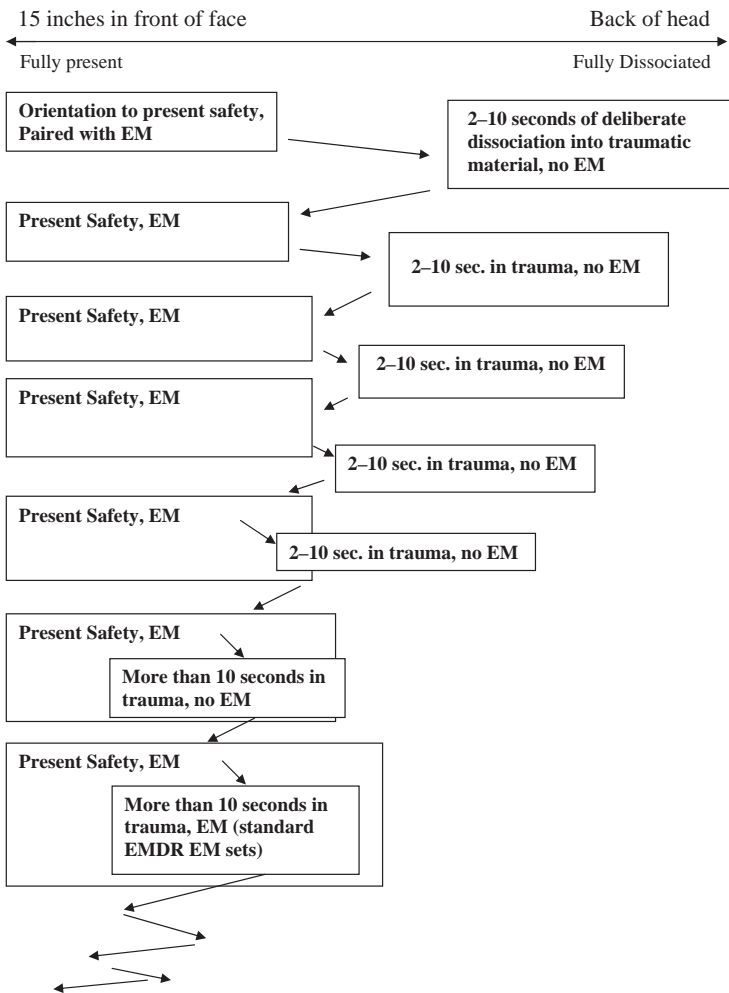 15 inches in front of face
Back of head
Fully present
Fully Dissociated
Orientation to present safety,
Paired with EM
2–10 seconds of deliberate
dissociation into traumatic
material, no EM
Present Safety, EM
2–10 sec. in trauma, no EM
Present Safety, EM
2–10 sec. in trauma, no EM
Present Safety, EM
2–10 sec. in trauma, no EM
Present Safety, EM
2–10 sec. in trauma, no EM
Present Safety, EM
More than 10 seconds in
trauma, no EM
Present Safety, EM
More than 10 seconds in
trauma, EM (standard
EMDR EM sets)